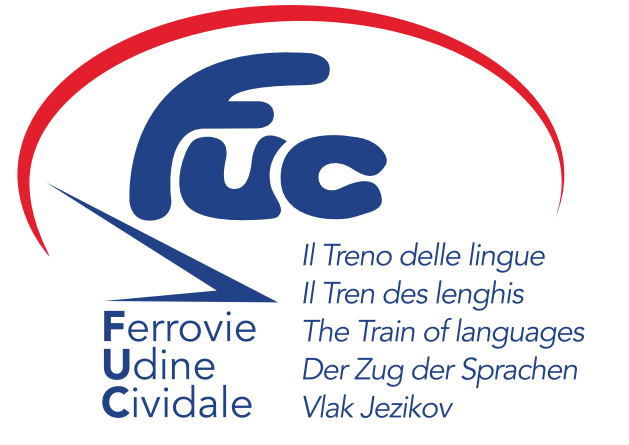 Fuc
Ferrovie
Udine
Cividale
Il Treno delle lingue
Il Tren des lenghis
The Train of languages
Der Zug der Sprachen
Vlak Jezikov